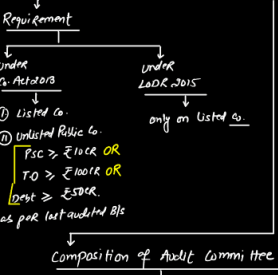 Requirement
under
Co. Act 2013
① Listed Co.
② Unlisted Public Co.
PSC ≥ ₹10CR OR
T.O ≥ ₹100CR OR
Debt ≥ ₹50CR.
as per last audited B/s
under
LODR 2015
only on Listed Co.
Composition of Audit Committee